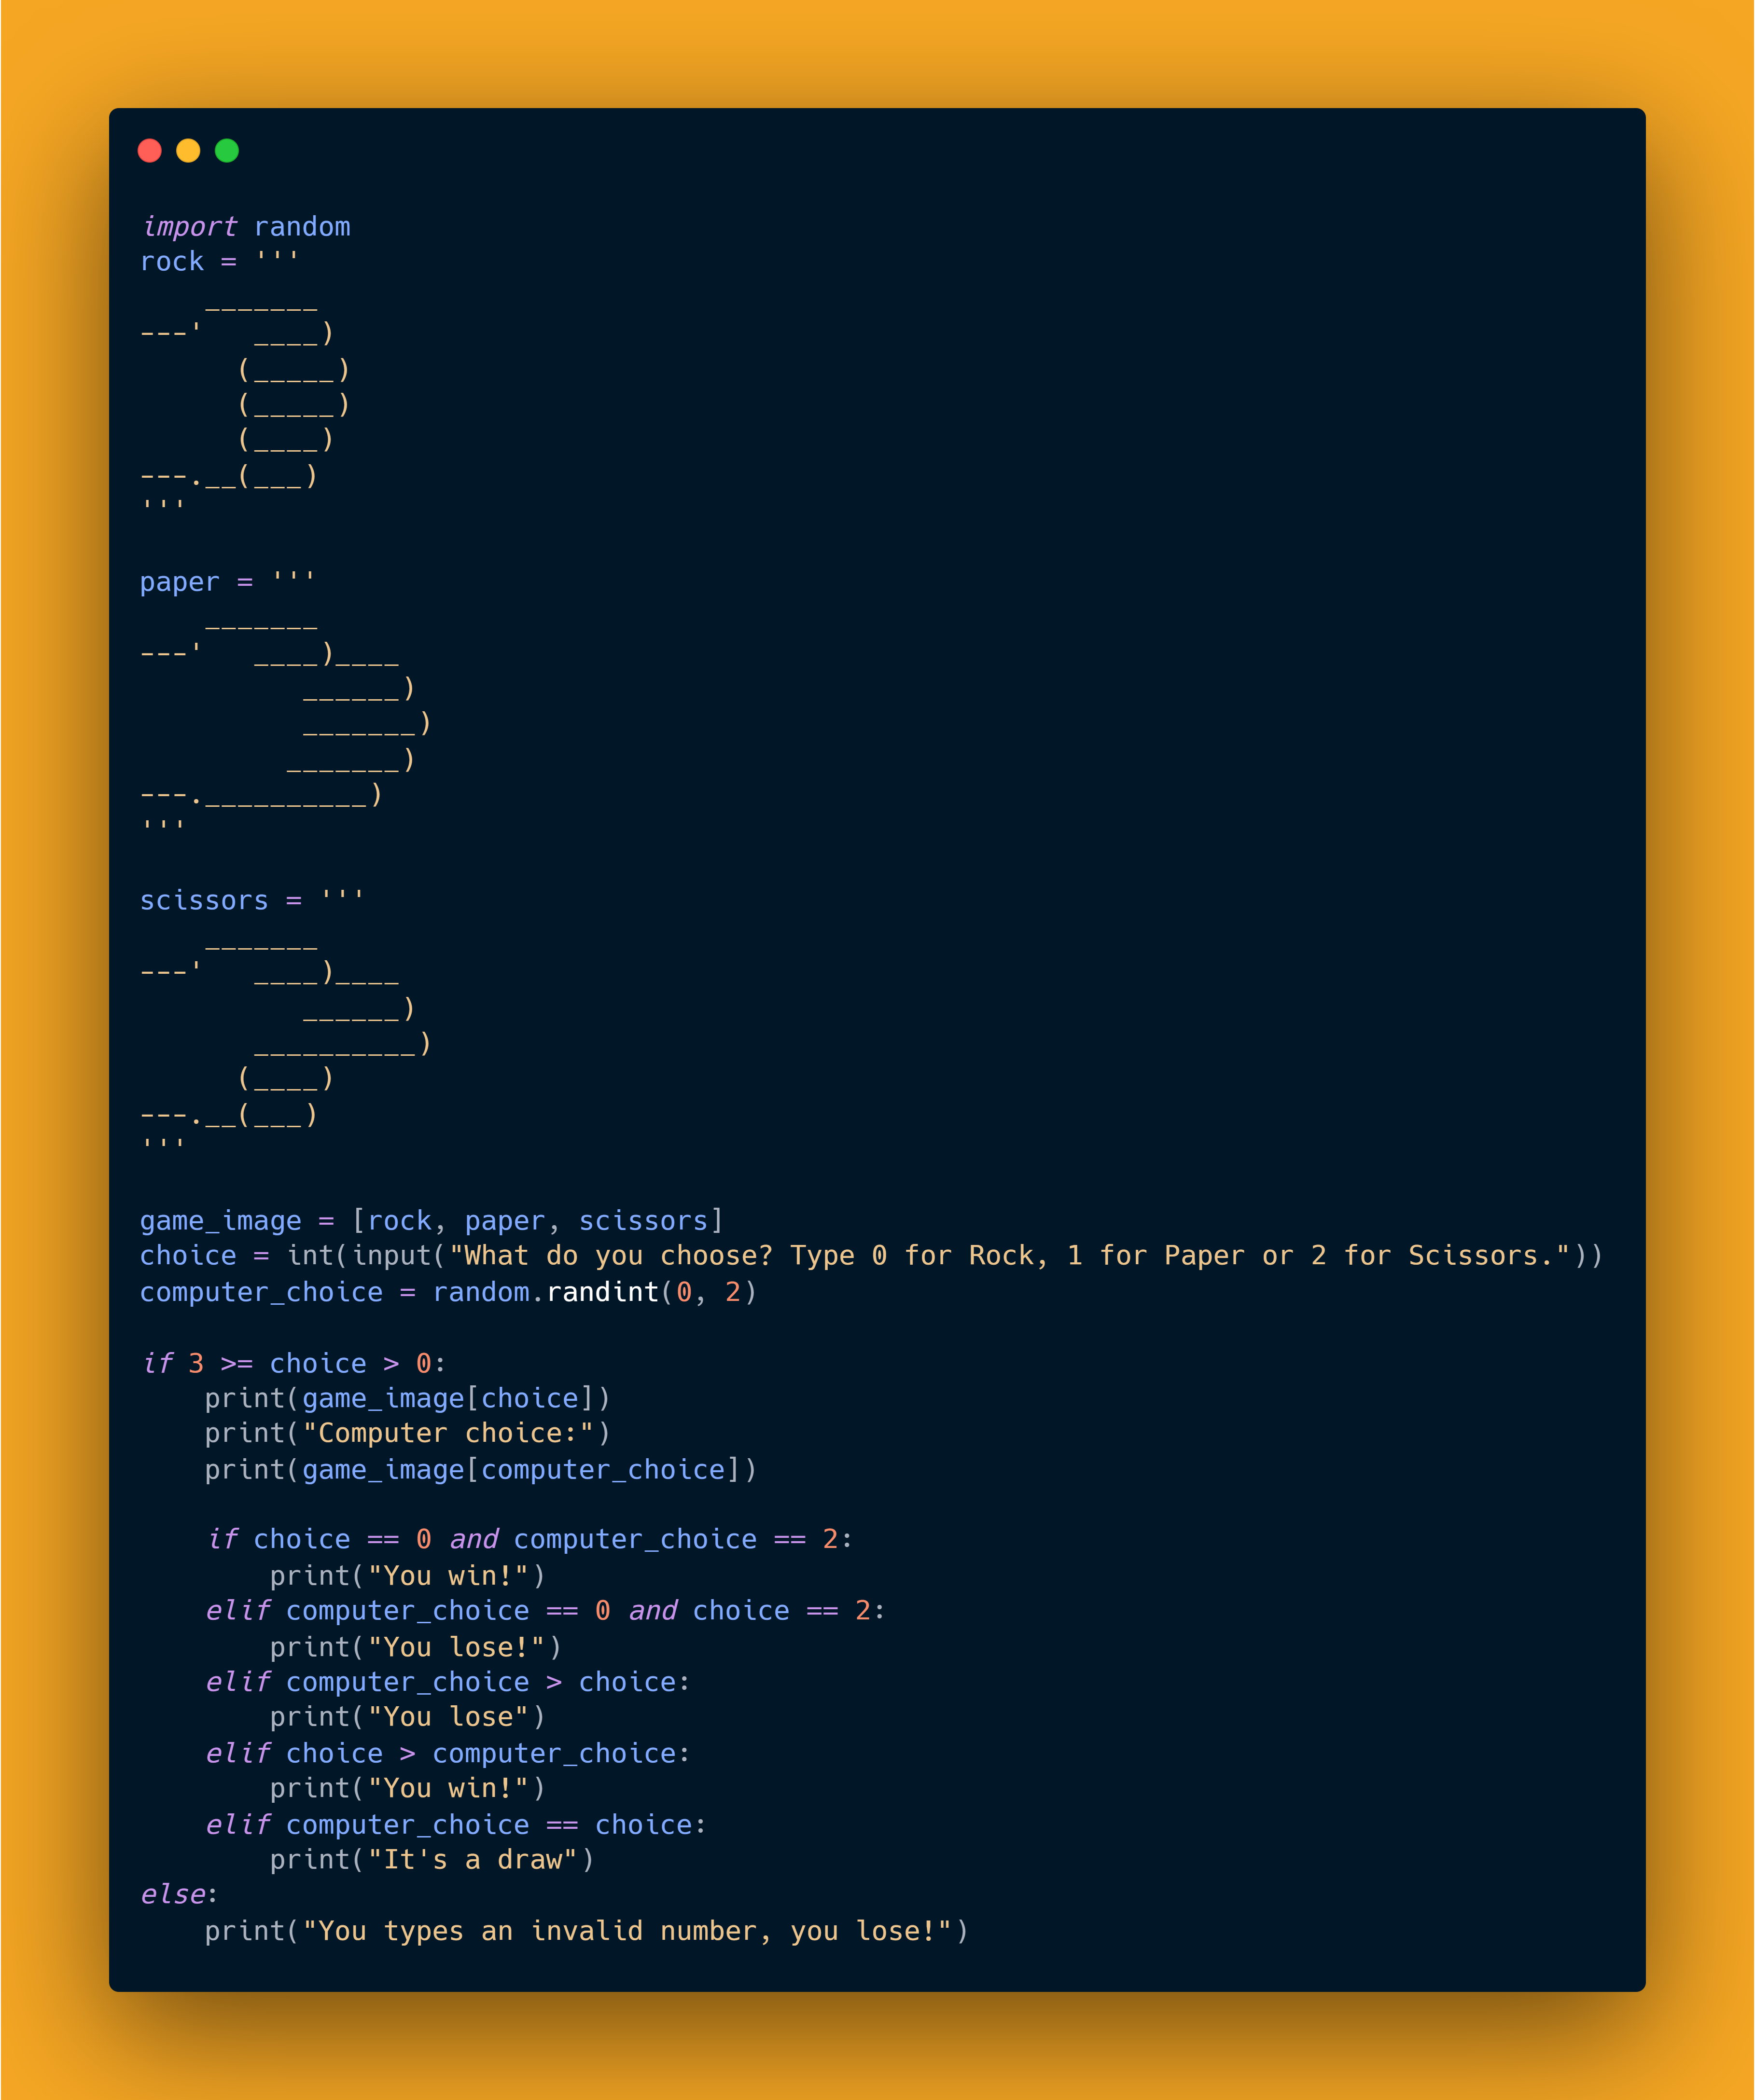 import random
rock = '''
    _______
---'   ____)
      (_____)
      (_____)
      (____)
---.__(___)
'''

paper = '''
    _______
---'   ____)____
          ______)
          _______)
         _______)
---.__________)
'''

scissors = '''
    _______
---'   ____)____
          ______)
       __________)
      (____)
---.__(___)
'''

game_image = [rock, paper, scissors]
choice = int(input("What do you choose? Type 0 for Rock, 1 for Paper or 2 for Scissors."))
computer_choice = random.randint(0, 2)

if 3 >= choice > 0:
    print(game_image[choice])
    print("Computer choice:")
    print(game_image[computer_choice])

    if choice == 0 and computer_choice == 2:
        print("You win!")
    elif computer_choice == 0 and choice == 2:
        print("You lose!")
    elif computer_choice > choice:
        print("You lose")
    elif choice > computer_choice:
        print("You win!")
    elif computer_choice == choice:
        print("It's a draw")
else:
    print("You types an invalid number, you lose!")